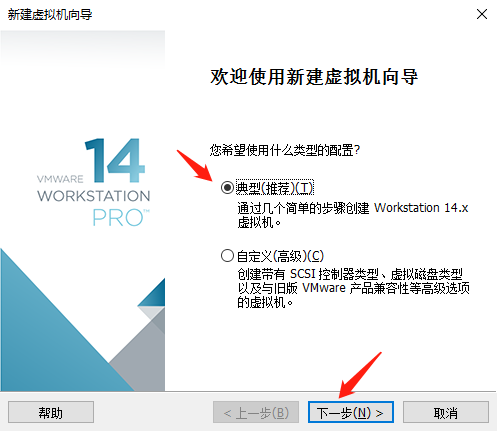 新建虚拟机向导
欢迎使用新建虚拟机向导
您希望使用什么类型的配置?
VMWARE 14
WORKSTATION
PRO™
典型(推荐)(T)
通过几个简单的步骤创建 Workstation 14.x
虚拟机。
自定义(高级)(C)
创建带有 SCSI 控制器类型、虚拟磁盘类型
以及与旧版 VMware 产品兼容性等高级选项
的虚拟机。
帮助
< 上一步(B)
下一步(N) >
取消